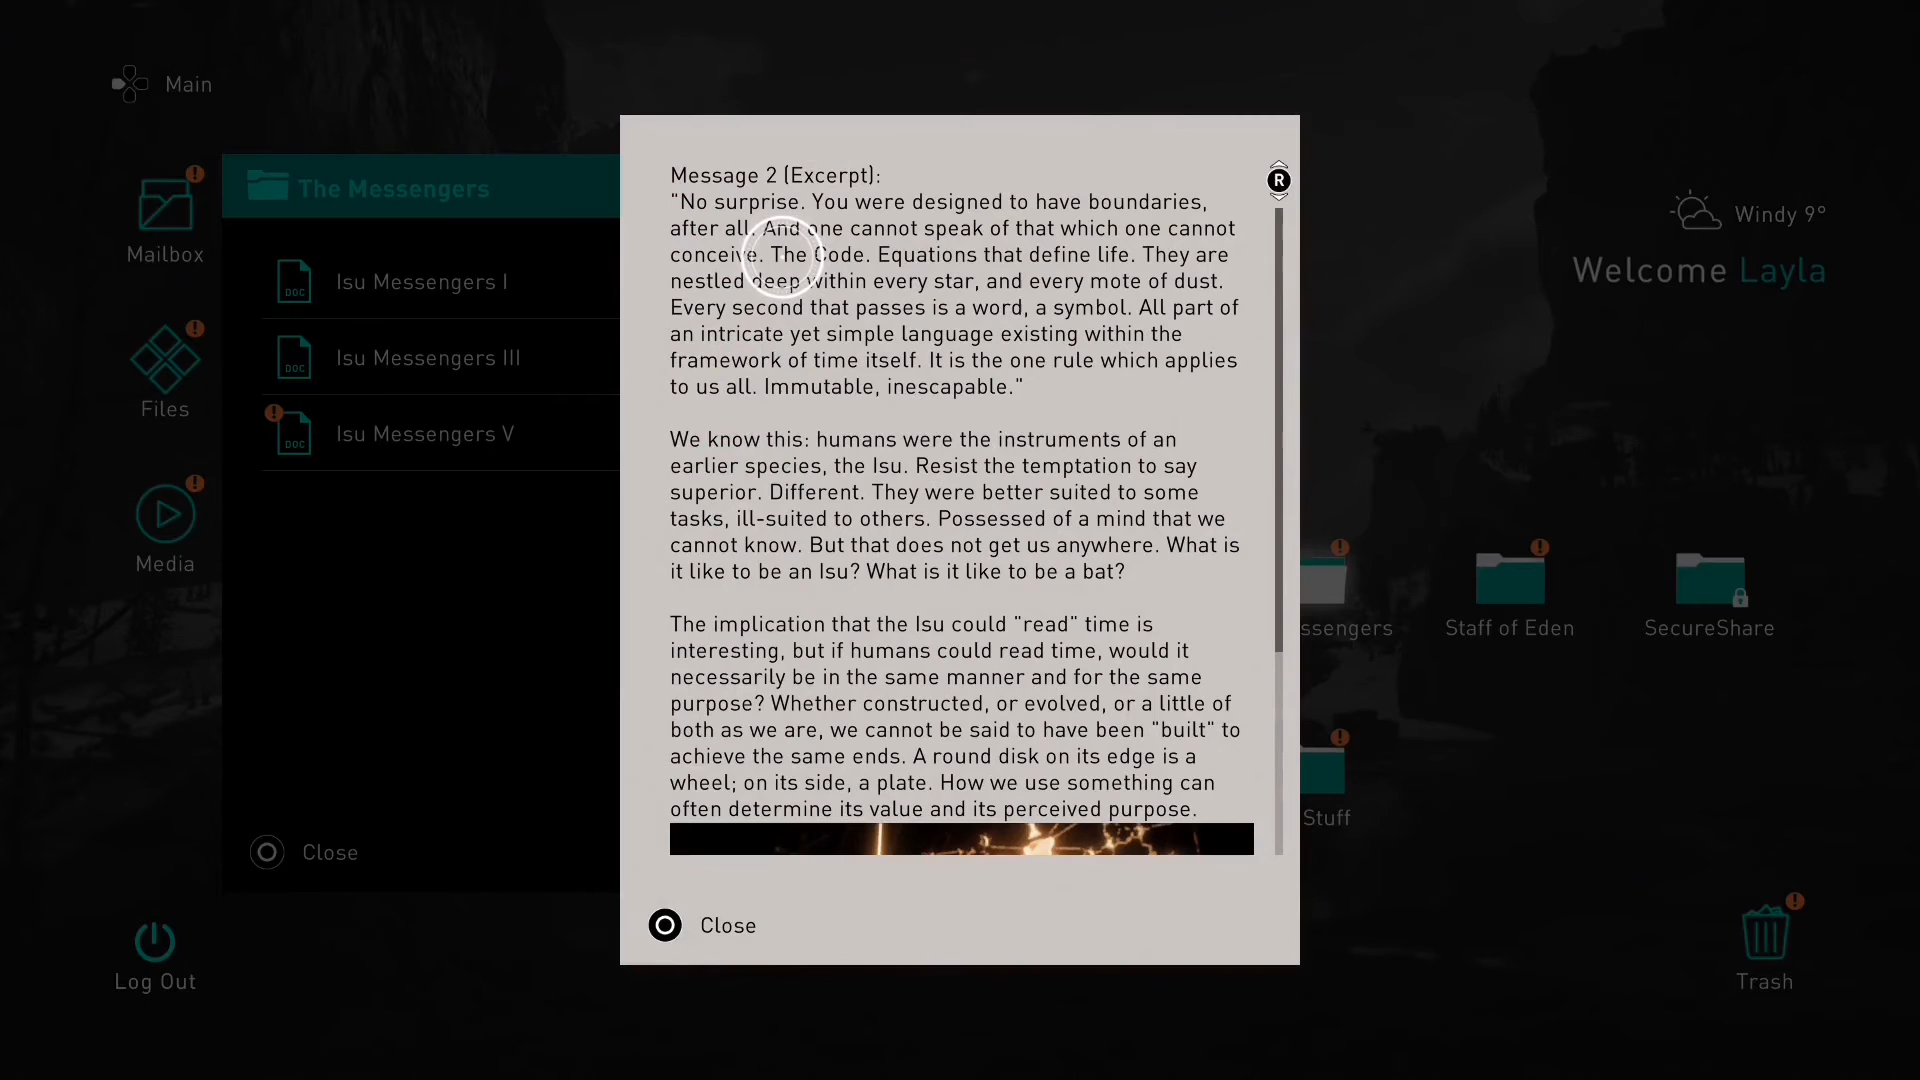 Main
Mailbox
Files
Media
Log Out
The Messengers
DOC
Isu Messengers I
DOC
Isu Messengers III
DOC
Isu Messengers V
Close
Message 2 (Excerpt):
"No surprise. You were designed to have boundaries,
after all. And one cannot speak of that which one cannot
conceive. The Code. Equations that define life. They are
nestled deep within every star, and every mote of dust.
Every second that passes is a word, a symbol. All part of
an intricate yet simple language existing within the
framework of time itself. It is the one rule which applies
to us all. Immutable, inescapable."
We know this: humans were the instruments of an
earlier species, the Isu. Resist the temptation to say
superior. Different. They were better suited to some
tasks, ill-suited to others. Possessed of a mind that we
cannot know. But that does not get us anywhere. What is
it like to be an Isu? What is it like to be a bat?
The implication that the Isu could "read" time is
interesting, but if humans could read time, would it
necessarily be in the same manner and for the same
purpose? Whether constructed, or evolved, or a little of
both as we are, we cannot be said to have been "built" to
achieve the same ends. A round disk on its edge is a
wheel; on its side, a plate. How we use something can
often determine its value and its perceived purpose.
R
Close
Windy 9°
Welcome Layla
ssengers
Staff of Eden
SecureShare
Stuff
Trash